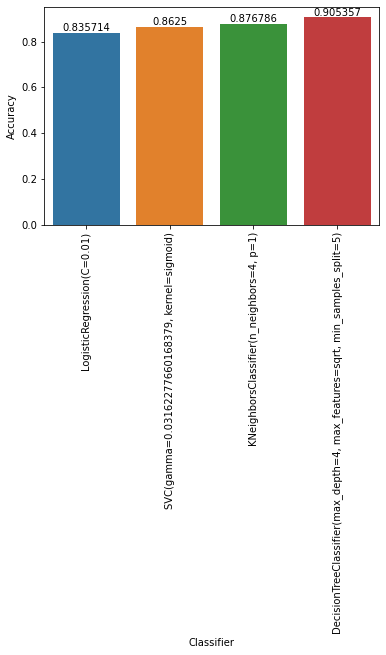 0.835714
0.8625
0.876786
0.905357
Accuracy
0.8
0.6
0.4
0.2
0.0
LogisticRegression(C=0.01)
SVC(gamma=0.03162277660168379, kernel=sigmoid)
KNeighborsClassifier(n_neighbors=4, p=1)
DecisionTreeClassifier(max_depth=4, max_features=sqrt, min_samples_split=5)
Classifier